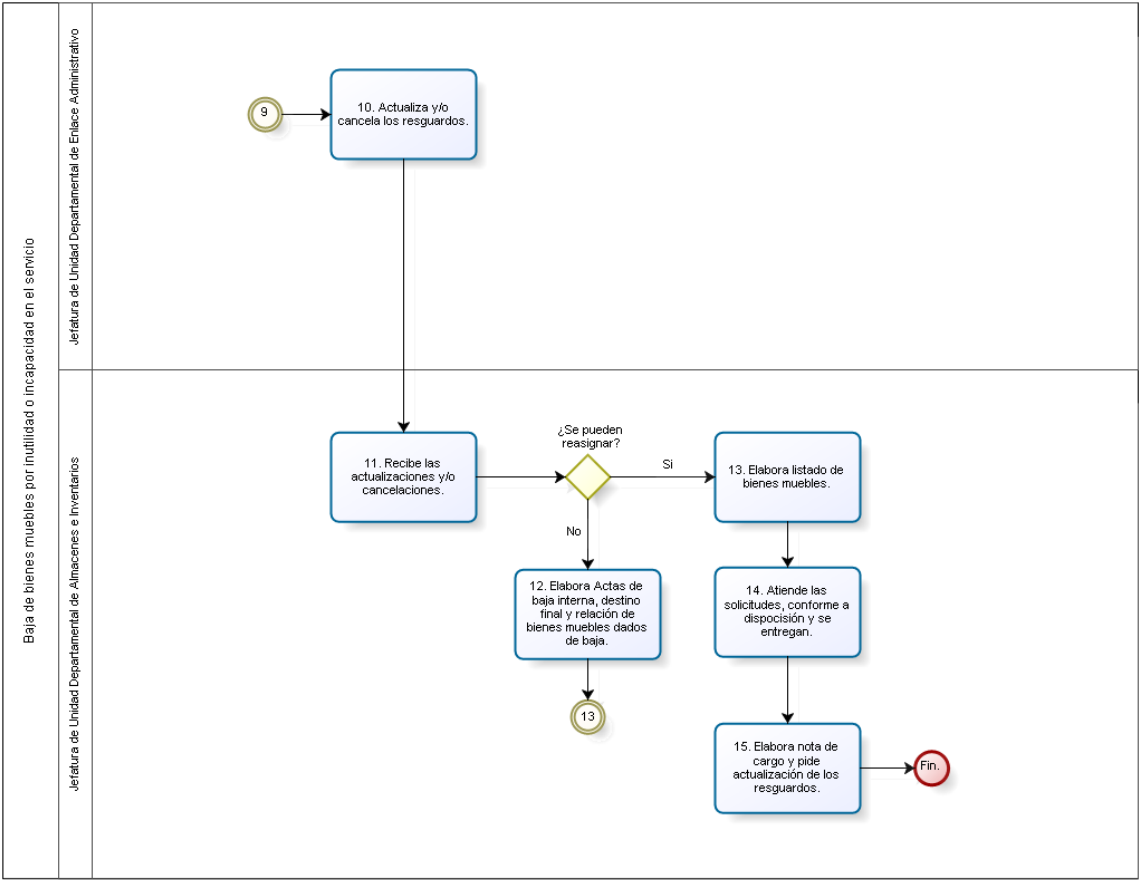 Baja de bienes muebles por inutilidad o incapacidad en el servicio
Jefatura de Unidad Departamental de Enlace Administrativo
9
10. Actualiza y/o
cancela los resguardos.
Jefatura de Unidad Departamental de Almacenes e Inventarios
11. Recibe las
actualizaciones y/o
cancelaciones.
¿Se pueden
reasignar?
Si
No
13. Elabora listado de
bienes muebles.
12. Elabora Actas de
baja interna, destino
final y relación de
bienes muebles dados
de baja.
13
14. Atiende las
solicitudes, conforme a
dispocisión y se
entregan.
15. Elabora nota de
cargo y pide
actualización de los
resguardos.
Fin.